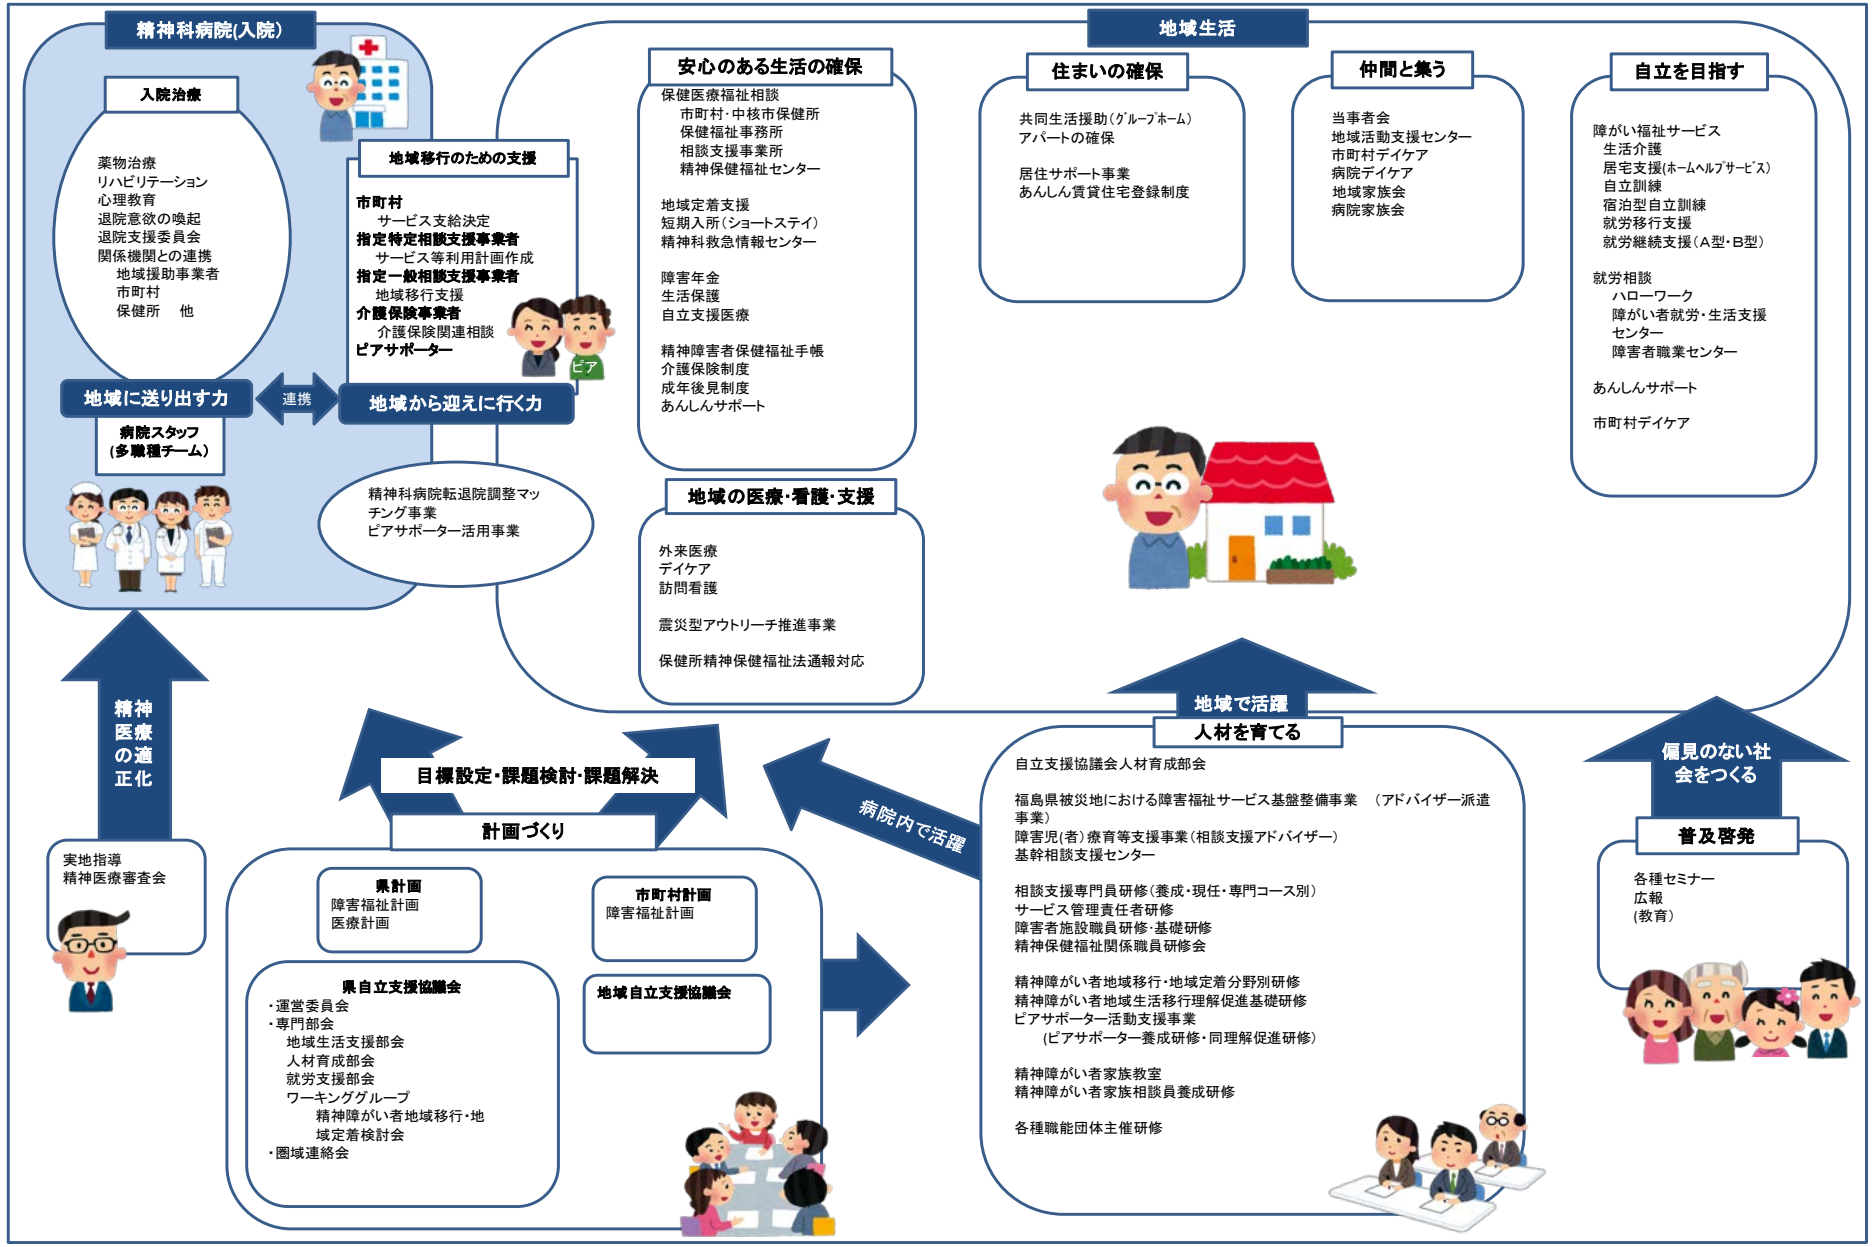 精神科病院(入院)
入院治療
薬物治療
リハビリテーション
心理教育
退院意欲の喚起
退院支援委員会
関係機関との連携
地域援助事業者
市町村
保健所　他
地域に送り出す力
連携
地域から迎えに行く力
病院スタッフ
(多職種チーム)
地域移行のための支援
市町村
サービス支給決定
指定特定相談支援事業者
サービス等利用計画作成
指定一般相談支援事業者
地域移行支援
介護保険事業者
介護保険関連相談
ピアサポーター
ピア
精神科病院転退院調整マッ
チング事業
ピアサポーター活用事業
地域生活
安心のある生活の確保
保健医療福祉相談
市町村・中核市保健所
保健福祉事務所
相談支援事業所
精神保健福祉センター
地域定着支援
短期入所(ショートステイ)
精神科救急情報センター
障害年金
生活保護
自立支援医療
精神障害者保健福祉手帳
介護保険制度
成年後見制度
あんしんサポート
地域の医療・看護・支援
外来医療
デイケア
訪問看護
震災型アウトリーチ推進事業
保健所精神保健福祉法通報対応
住まいの確保
共同生活援助(グループホーム)
アパートの確保
居住サポート事業
あんしん賃貸住宅登録制度
仲間と集う
当事者会
地域活動支援センター
市町村デイケア
病院デイケア
地域家族会
病院家族会
自立を目指す
障がい福祉サービス
生活介護
居宅支援(ホームヘルプサービス)
自立訓練
宿泊型自立訓練
就労移行支援
就労継続支援(A型・B型)
就労相談
ハローワーク
障がい者就労・生活支援
センター
障害者職業センター
あんしんサポート
市町村デイケア
精神
医療
の適
正化
実地指導
精神医療審査会
目標設定・課題検討・課題解決
計画づくり
県計画
障害福祉計画
医療計画
市町村計画
障害福祉計画
県自立支援協議会
・運営委員会
・専門部会
地域生活支援部会
人材育成部会
就労支援部会
ワーキンググループ
精神障がい者地域移行・地
域定着検討会
・圏域連絡会
地域自立支援協議会
病院内で活躍
地域で活躍
人材を育てる
自立支援協議会人材育成部会
福島県被災地における障害福祉サービス基盤整備事業　(アドバイザー派遣
事業)
障害児(者)療育等支援事業(相談支援アドバイザー)
基幹相談支援センター
相談支援専門員研修(養成・現任・専門コース別)
サービス管理責任者研修
障害者施設職員研修・基礎研修
精神保健福祉関係職員研修会
精神障がい者地域移行・地域定着分野別研修
精神障がい者地域生活移行理解促進基礎研修
ピアサポーター活動支援事業
(ピアサポーター養成研修・同理解促進研修)
精神障がい者家族教室
精神障がい者家族相談員養成研修
各種職能団体主催研修
偏見のない社
会をつくる
普及啓発
各種セミナー
広報
(教育)